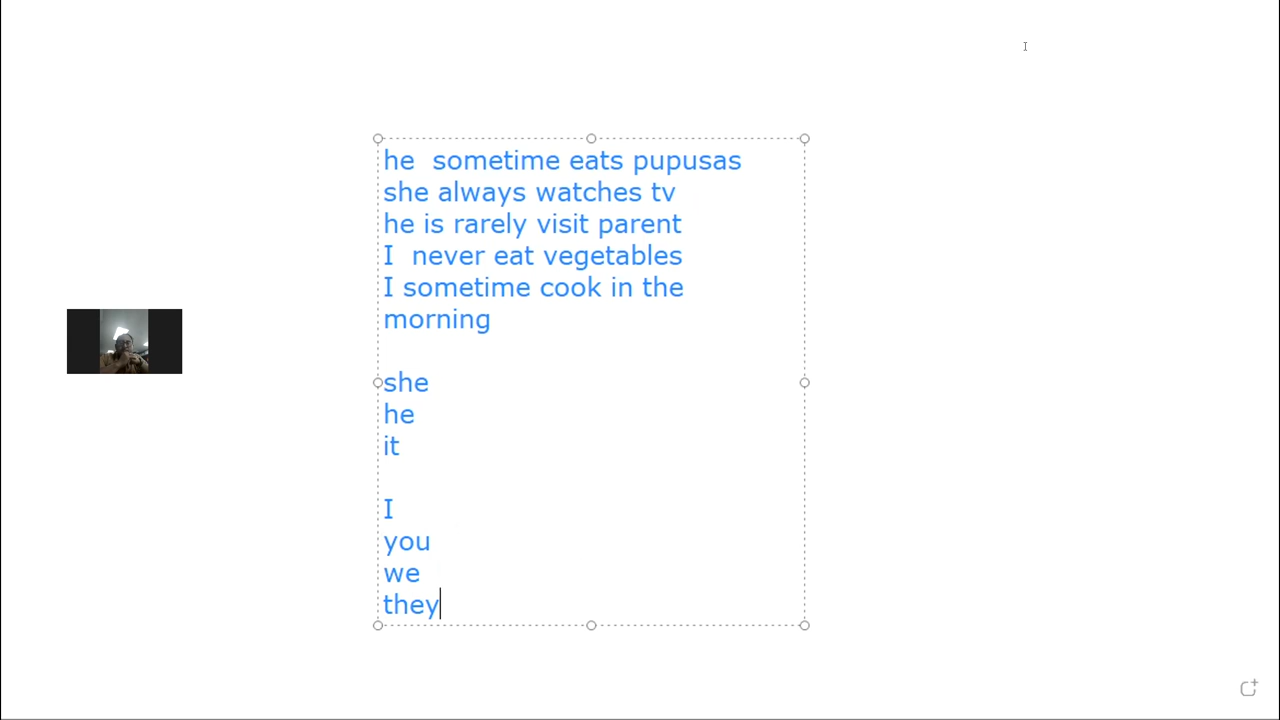 he  sometime eats pupusas
she always watches tv
he is rarely visit parent
I  never eat vegetables
I sometime cook in the
morning
she
he
it
I
you
we
they